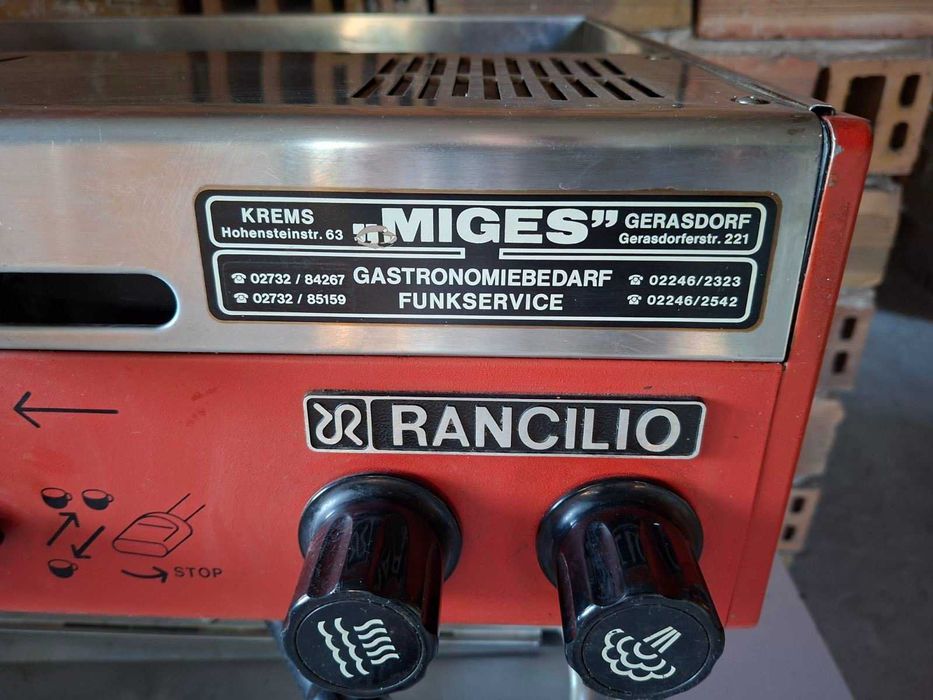 KREMS
Hohensteinstr. 63
„MIGES”
GERASDORF
Gerasdorferstr. 221
☎ 02732 / 84267
☎ 02732 / 85159
GASTRONOMIEBEDARF
FUNKSERVICE
☎ 02246/2323
☎ 02246/2542
RANCILIO
STOP